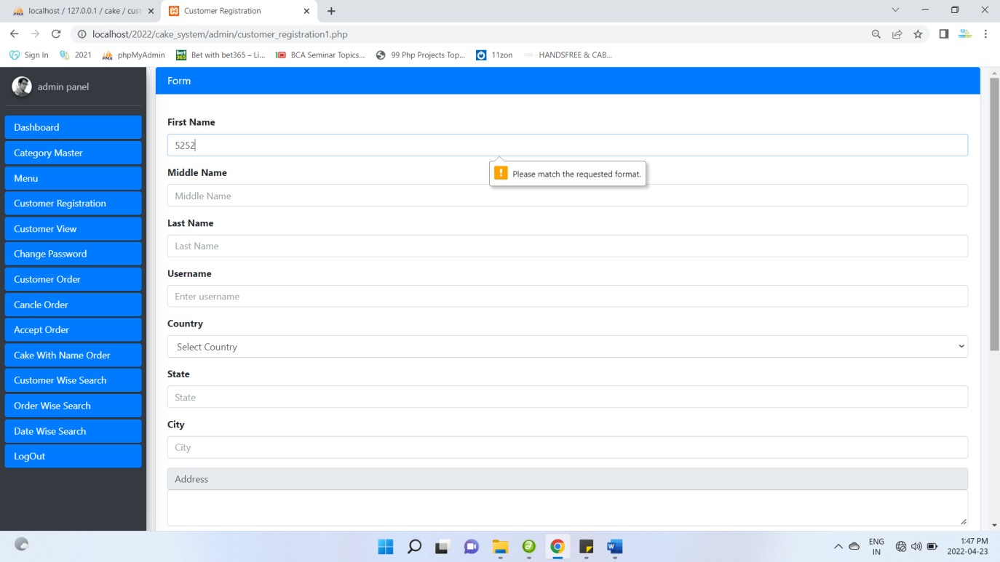 localhost / 127.0.0.1 / cake / cust
Customer Registration
localhost/2022/cake_system/admin/customer_registration1.php
Sign In 2021 phpMyAdmin bet365 Bet with bet365 – Li... BCA Seminar Topics... 99 Php Projects Top... 11zon HANDSFREE & CAB...
admin panel
Dashboard
Category Master
Menu
Customer Registration
Customer View
Change Password
Customer Order
Cancle Order
Accept Order
Cake With Name Order
Customer Wise Search
Order Wise Search
Date Wise Search
LogOut
Form
First Name
5252
! Please match the requested format.
Middle Name
Middle Name
Last Name
Last Name
Username
Enter username
Country
Select Country
State
State
City
City
Address
ENG
IN
1:47 PM
2022-04-23